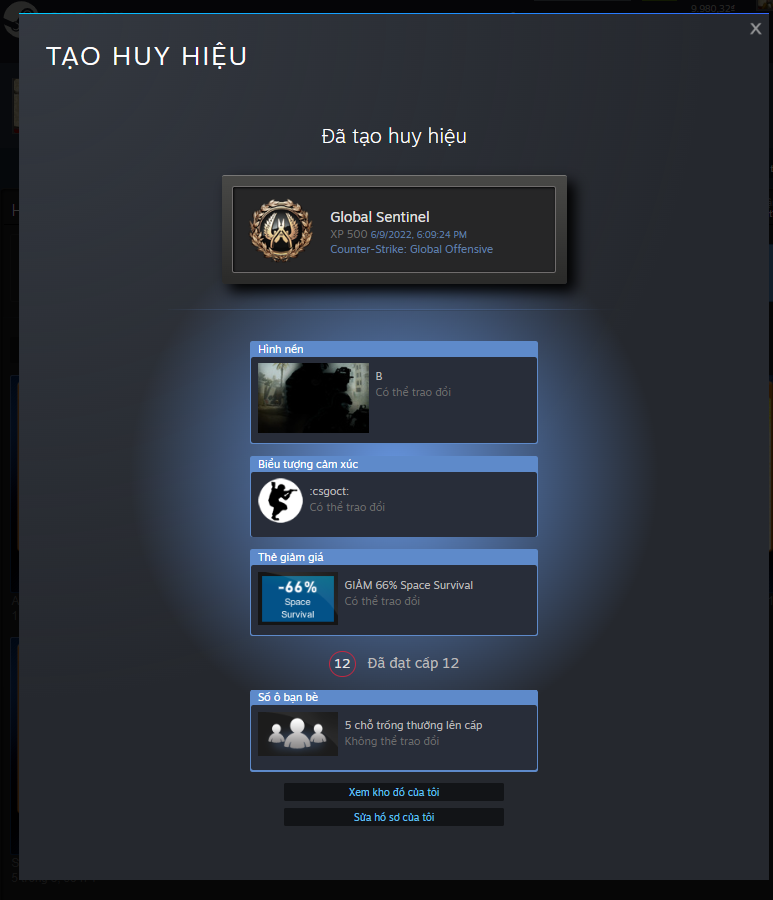 9.980,32₫
X
TẠO HUY HIỆU
Đã tạo huy hiệu
Global Sentinel
XP 500 6/9/2022, 6:09:24 PM
Counter-Strike: Global Offensive
Hình nền
B
Có thể trao đổi
Biểu tượng cảm xúc
:csgoct:
Có thể trao đổi
Thẻ giảm giá
-66%
Space
Survival
GIẢM 66% Space Survival
Có thể trao đổi
12 Đã đạt cấp 12
Số ô bạn bè
5 chỗ trống thưởng lên cấp
Không thể trao đổi
Xem kho đồ của tôi
Sửa hồ sơ của tôi